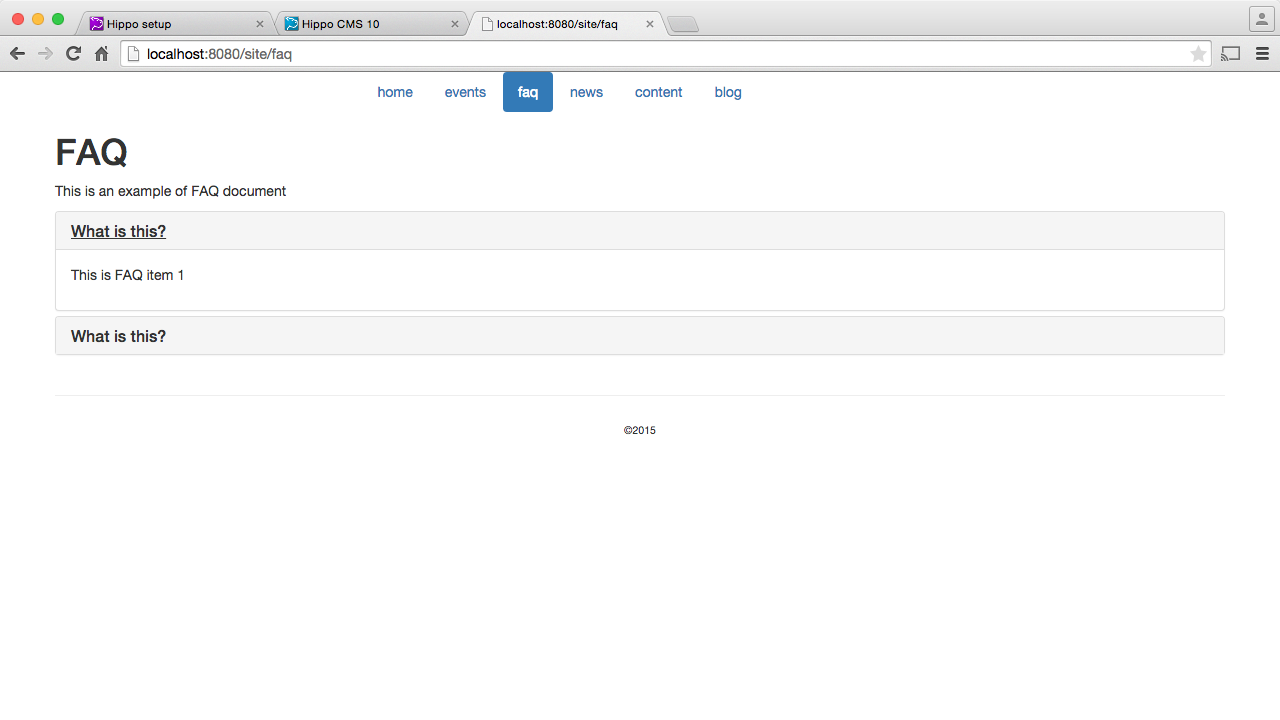 Hippo setup
Hippo CMS 10
localhost:8080/site/faq
localhost:8080/site/faq
home events faq news content blog
FAQ
This is an example of FAQ document
What is this?
This is FAQ item 1
What is this?
©2015